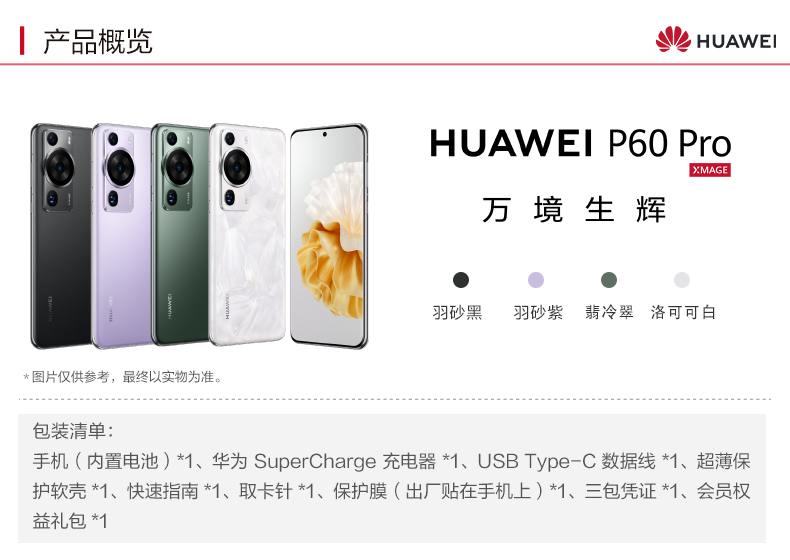 产品概览
HUAWEI
HUAWEI P60 Pro
XMAGE
万境生辉
羽砂黑 羽砂紫 翡冷翠 洛可可白
HUAWEI
HUAWEI
HUAWEI
HUAWEI
*图片仅供参考，最终以实物为准。
包装清单：
手机（内置电池）*1、华为 SuperCharge 充电器 *1、USB Type-C 数据线 *1、超薄保
护软壳 *1、快速指南 *1、取卡针 *1、保护膜（出厂贴在手机上）*1、三包凭证 *1、会员权
益礼包 *1